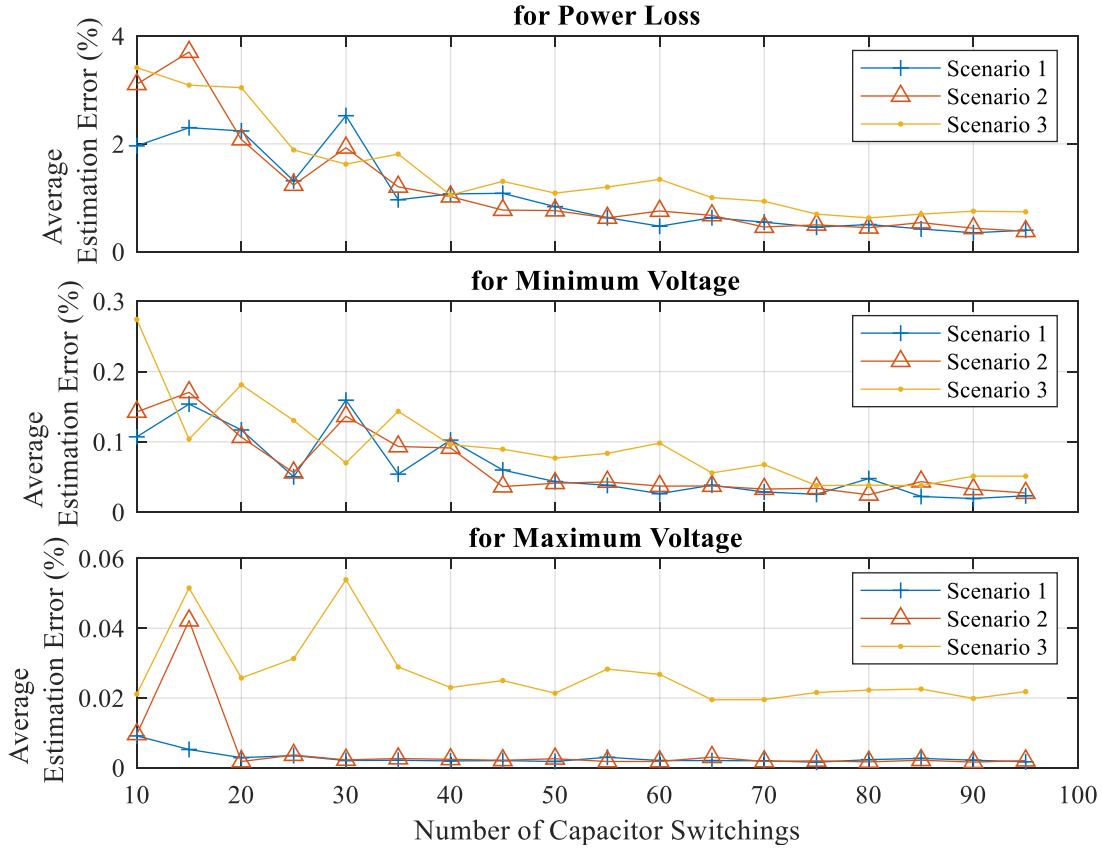 for Power Loss
Average
Estimation Error (%)
4
2
0
Scenario 1
Scenario 2
Scenario 3
for Minimum Voltage
Average
Estimation Error (%)
0.3
0.2
0.1
0
Scenario 1
Scenario 2
Scenario 3
for Maximum Voltage
Average
Estimation Error (%)
0.06
0.04
0.02
0
Scenario 1
Scenario 2
Scenario 3
10 20 30 40 50 60 70 80 90 100
Number of Capacitor Switchings